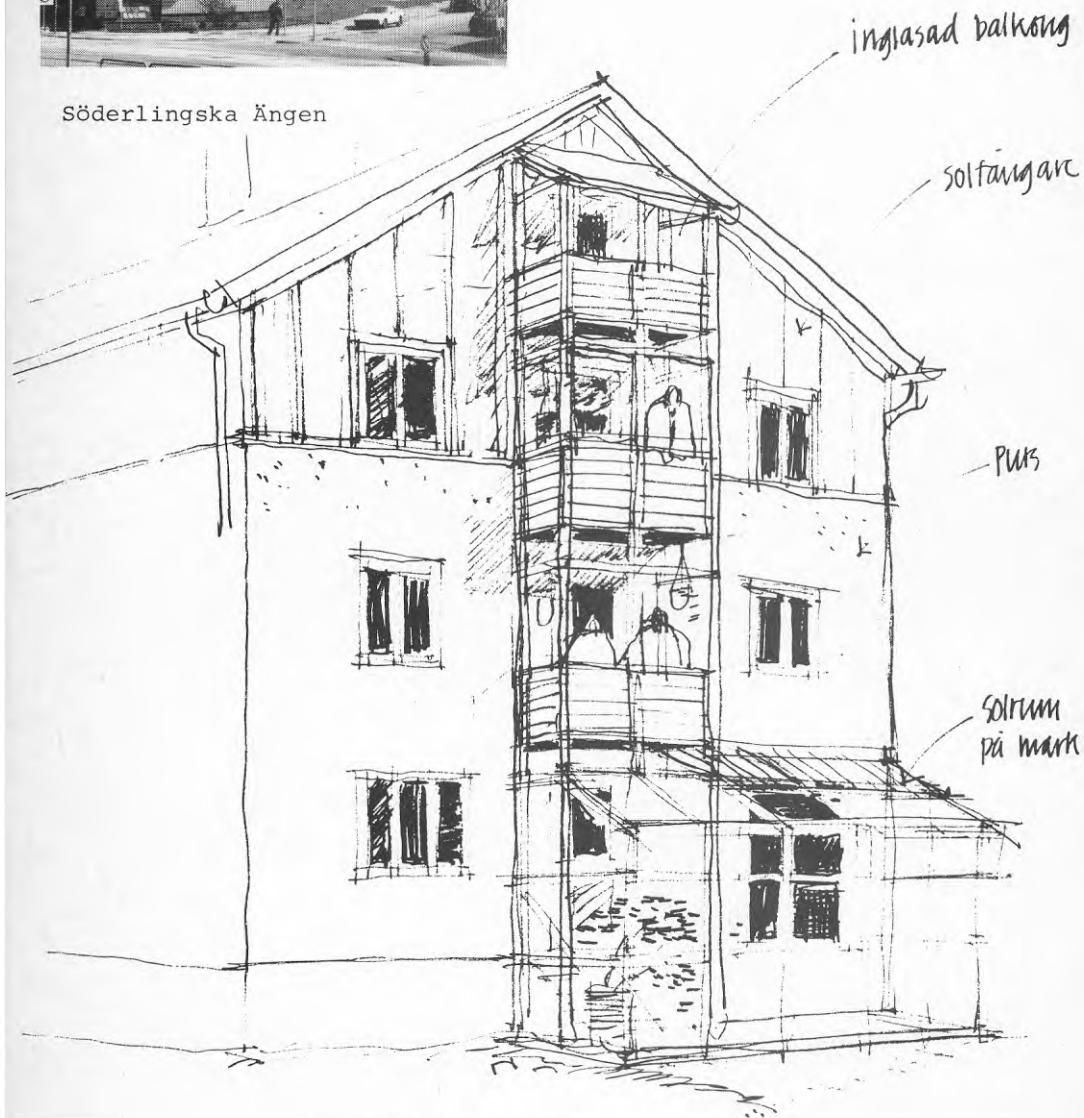 Söderlingska Ängen
inglasad balkong
solfångare
Puts
solrum
på mark